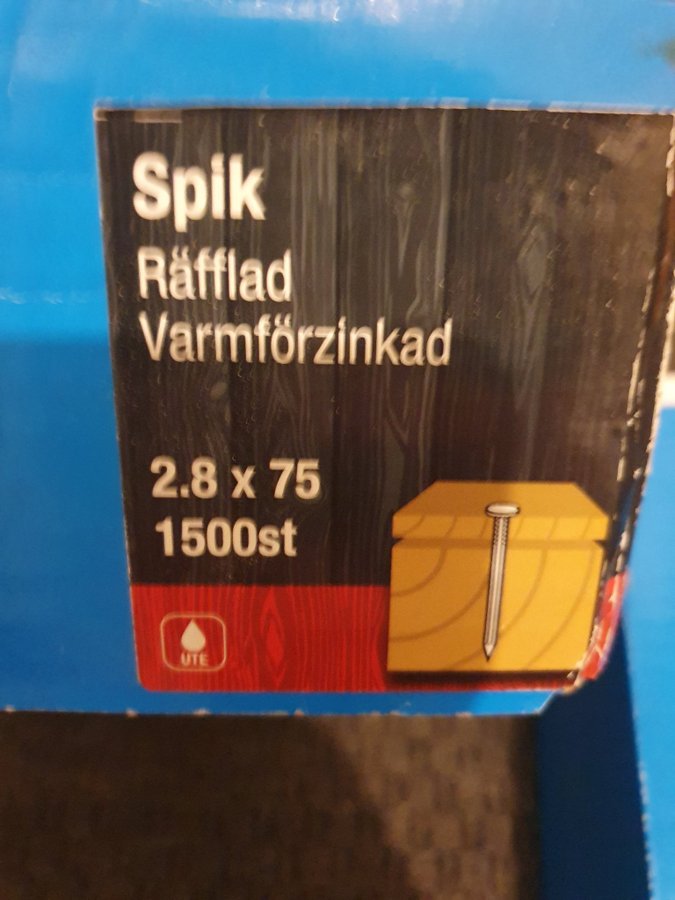 Spik
Räfflad
Varmförzinkad
2.8 x 75
1500st
UTE